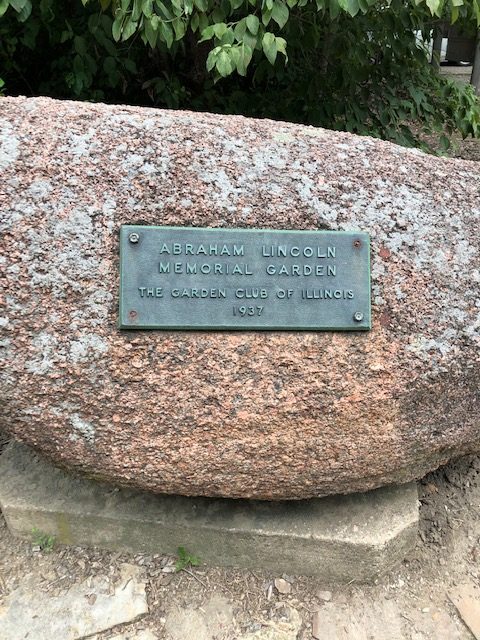 ABRAHAM LINCOLN
MEMORIAL GARDEN
THE GARDEN CLUB OF ILLINOIS
1937